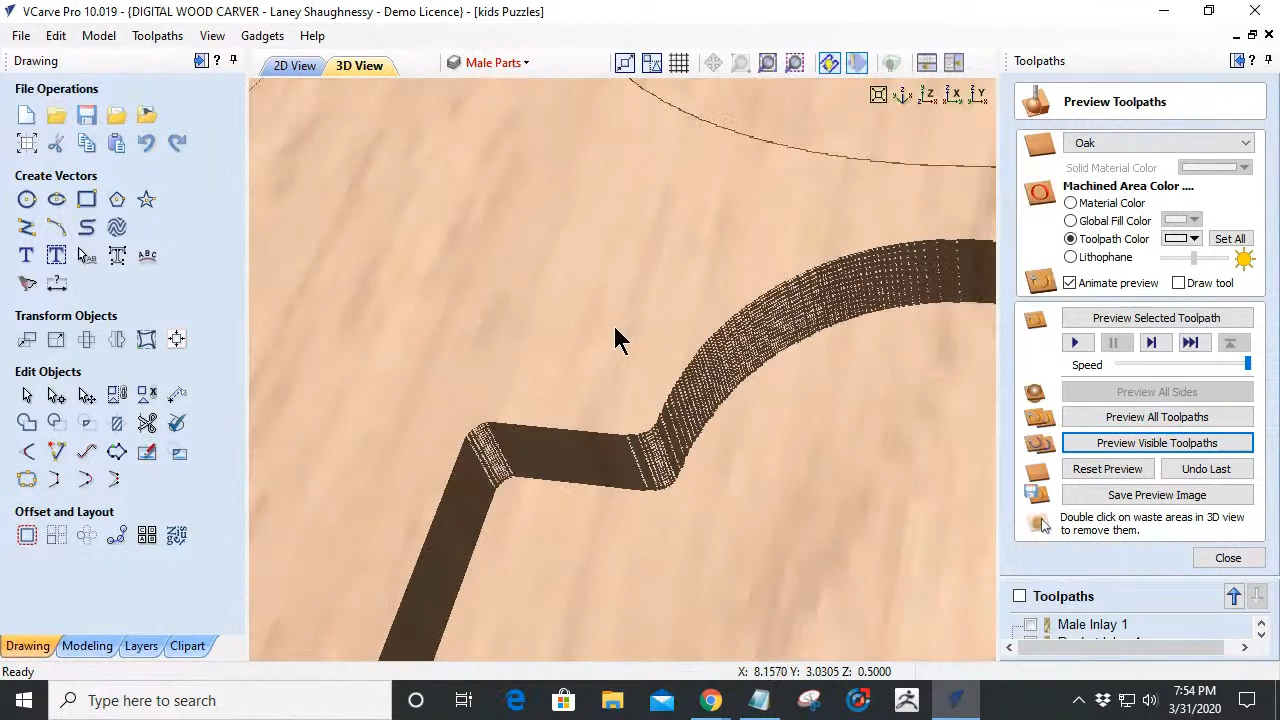 VCarve Pro 10.019 - {DIGITAL WOOD CARVER - Laney Shaughnessy - Demo Licence} - [kids Puzzles]
File Edit Model Toolpaths View Gadgets Help
Drawing
2D View 3D View
Male Parts
Toolpaths
File Operations
Create Vectors
Transform Objects
Edit Objects
Offset and Layout
Drawing Modeling Layers Clipart
Preview Toolpaths
Oak
Solid Material Color
Machined Area Color ....
Material Color
Global Fill Color
Toolpath Color Set All
Lithophane
Animate preview Draw tool
Preview Selected Toolpath
Speed
Preview All Sides
Preview All Toolpaths
Preview Visible Toolpaths
Reset Preview Undo Last
Save Preview Image
Double click on waste areas in 3D view
to remove them.
Close
Toolpaths
Male Inlay 1
Ready
X: 8.1570 Y: 3.0305 Z: 0.5000
Type here to search
7:54 PM
3/31/2020